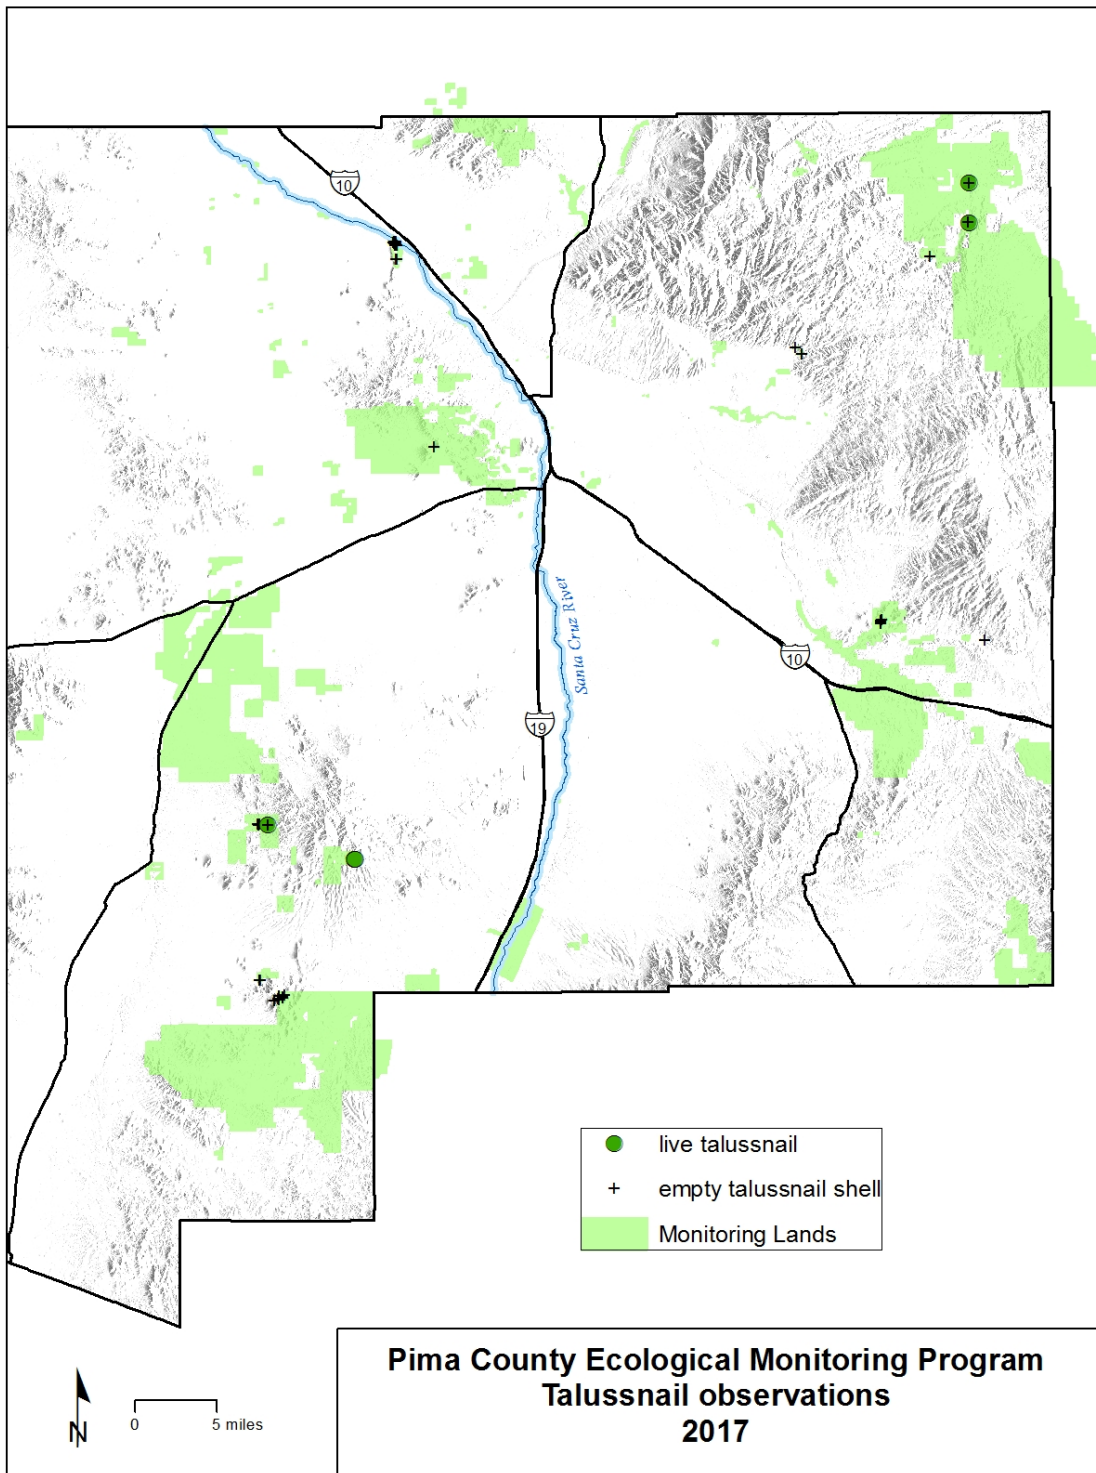 10
Santa Cruz River
10
19
live talussnail
empty talussnail shell
Monitoring Lands
Pima County Ecological Monitoring Program
Talussnail observations
2017
N
0 5 miles